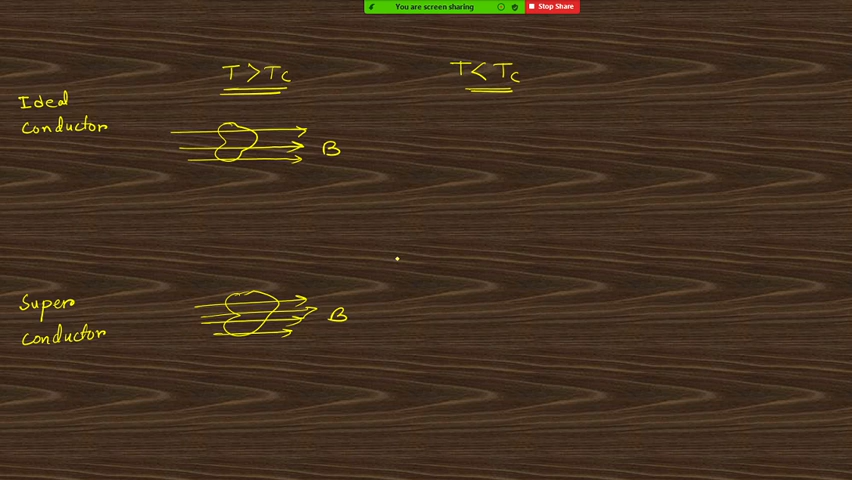 You are screen sharing
Stop Share
T > Tc
T < Tc
Ideal
conductor
B
Super
conductor
B